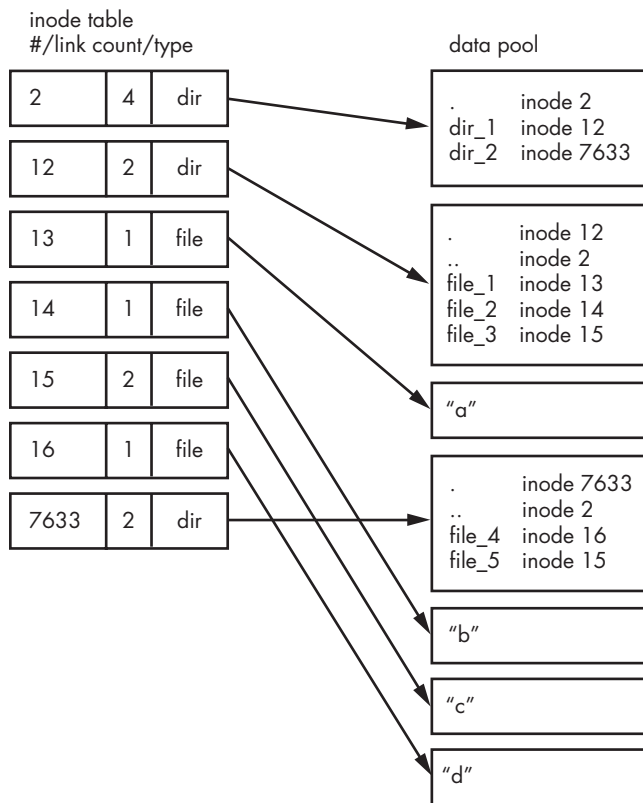 inode table
#/link count/type
2 4 dir
12 2 dir
13 1 file
14 1 file
15 2 file
16 1 file
7633 2 dir
data pool
. inode 2
dir_1 inode 12
dir_2 inode 7633
. inode 12
.. inode 2
file_1 inode 13
file_2 inode 14
file_3 inode 15
“a”
. inode 7633
.. inode 2
file_4 inode 16
file_5 inode 15
“b”
“c”
“d”